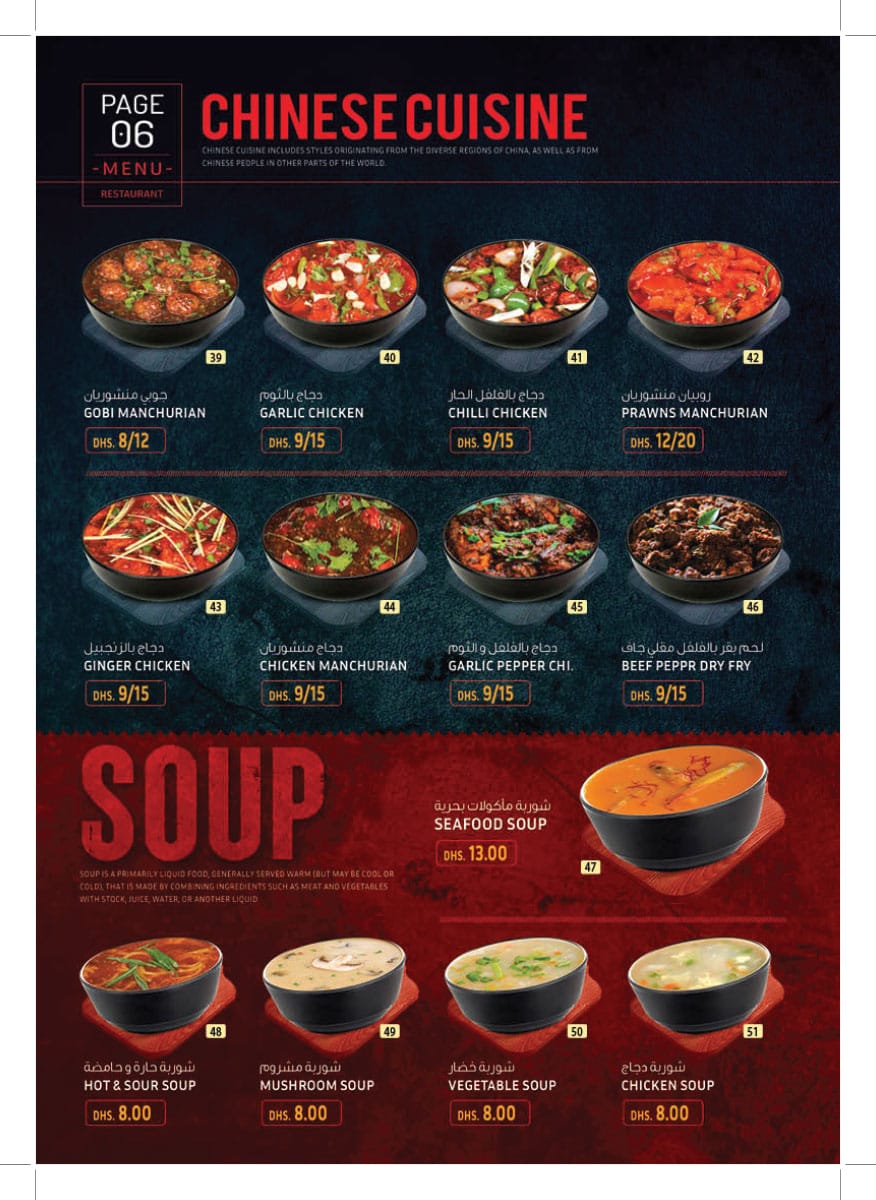 PAGE
06
-MENU-
RESTAURANT
CHINESE CUISINE
CHINESE CUISINE INCLUDES STYLES ORIGINATING FROM THE DIVERSE REGIONS OF CHINA, AS WELL AS FROM
CHINESE PEOPLE IN OTHER PARTS OF THE WORLD.
39
40
41
42
جوبي منشوريان
GOBI MANCHURIAN
DHS. 8/12
دجاج بالثوم
GARLIC CHICKEN
DHS. 9/15
دجاج بالفلفل الحار
CHILLI CHICKEN
DHS. 9/15
روبيان منشوريان
PRAWNS MANCHURIAN
DHS. 12/20
43
44
45
46
دجاج بالزنجبيل
GINGER CHICKEN
DHS. 9/15
دجاج منشوريان
CHICKEN MANCHURIAN
DHS. 9/15
دجاج بالفلفل و الثوم
GARLIC PEPPER CHI.
DHS. 9/15
لحم بقر بالفلفل مقلي جاف
BEEF PEPPR DRY FRY
DHS. 9/15
SOUP
SOUP IS A PRIMARILY LIQUID FOOD, GENERALLY SERVED WARM (BUT MAY BE COOL OR
COLD), THAT IS MADE BY COMBINING INGREDIENTS SUCH AS MEAT AND VEGETABLES
WITH STOCK, JUICE, WATER, OR ANOTHER LIQUID
شوربة مأكولات بحرية
SEAFOOD SOUP
DHS. 13.00
47
48
49
50
51
شوربة حارة و حامضة
HOT & SOUR SOUP
DHS. 8.00
شوربة مشروم
MUSHROOM SOUP
DHS. 8.00
شوربة خضار
VEGETABLE SOUP
DHS. 8.00
شوربة دجاج
CHICKEN SOUP
DHS. 8.00